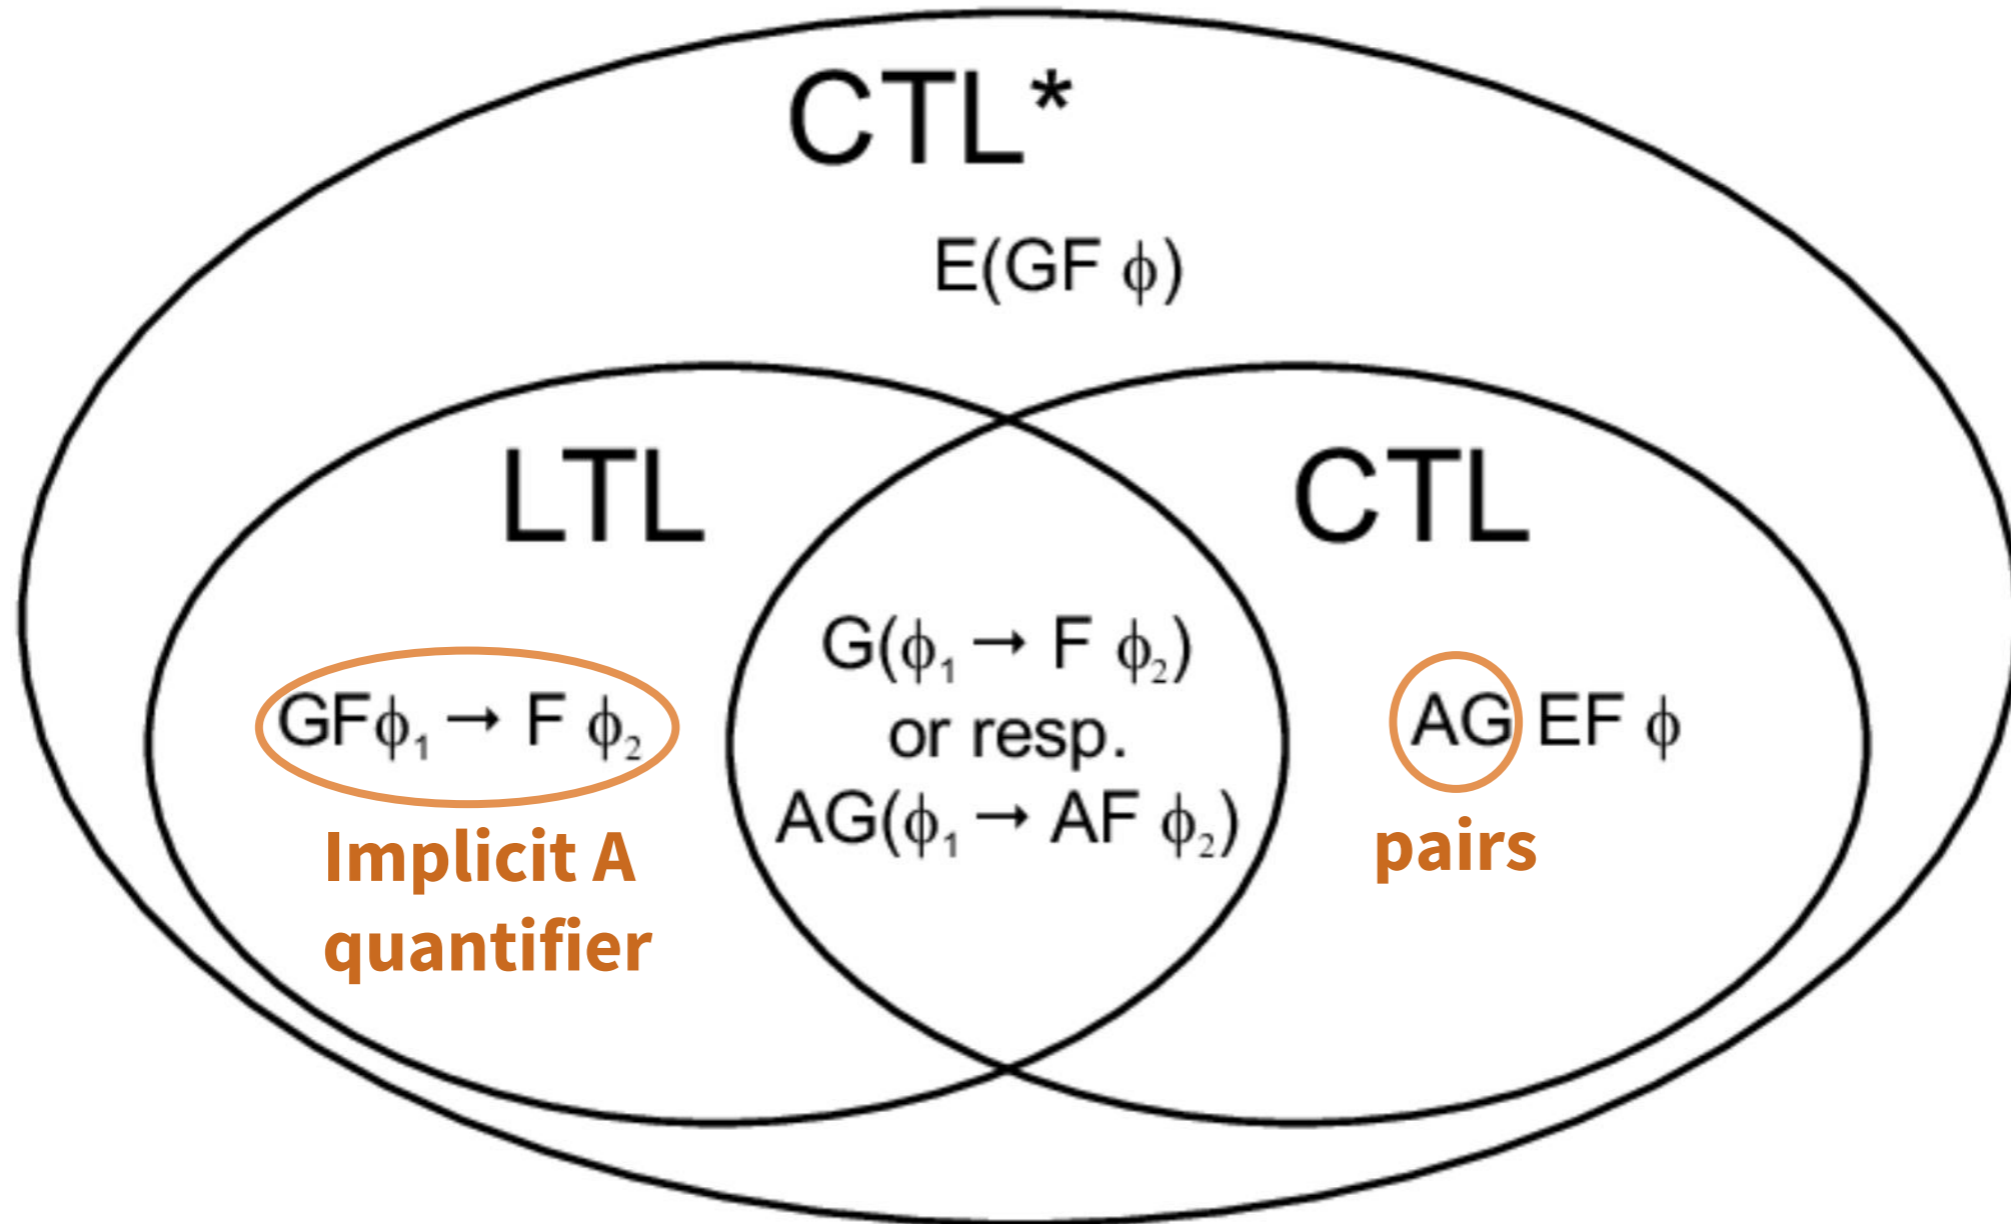 CTL*
E(GF ϕ)
LTL
CTL
G(ϕ₁ → F ϕ₂)
or resp.
AG(ϕ₁ → AF ϕ₂)
GFϕ₁ → F ϕ₂
Implicit A
quantifier
AG EF ϕ
pairs